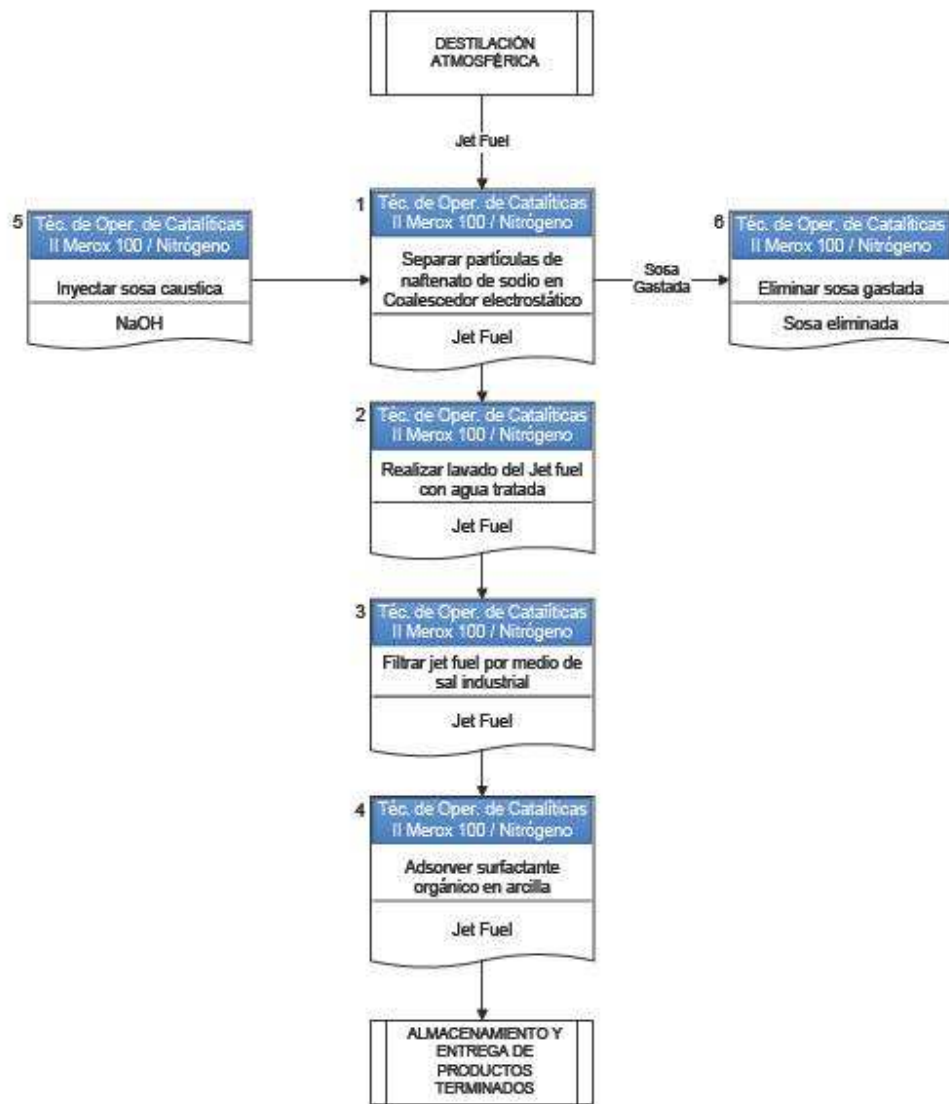 DESTILACIÓN
ATMOSFÉRICA
Jet Fuel
1
Téc. de Oper. de Catalíticas
II Merox 100 / Nitrógeno
Separar partículas de
naftenato de sodio en
Coalescedor electrostático
Jet Fuel
5
Téc. de Oper. de Catalíticas
II Merox 100 / Nitrógeno
Inyectar sosa caustica
NaOH
Sosa
Gastada
6
Téc. de Oper. de Catalíticas
II Merox 100 / Nitrógeno
Eliminar sosa gastada
Sosa eliminada
2
Téc. de Oper. de Catalíticas
II Merox 100 / Nitrógeno
Realizar lavado del Jet fuel
con agua tratada
Jet Fuel
3
Téc. de Oper. de Catalíticas
II Merox 100 / Nitrógeno
Filtrar jet fuel por medio de
sal industrial
Jet Fuel
4
Téc. de Oper. de Catalíticas
II Merox 100 / Nitrógeno
Adsorver surfactante
orgánico en arcilla
Jet Fuel
ALMACENAMIENTO Y
ENTREGA DE
PRODUCTOS
TERMINADOS